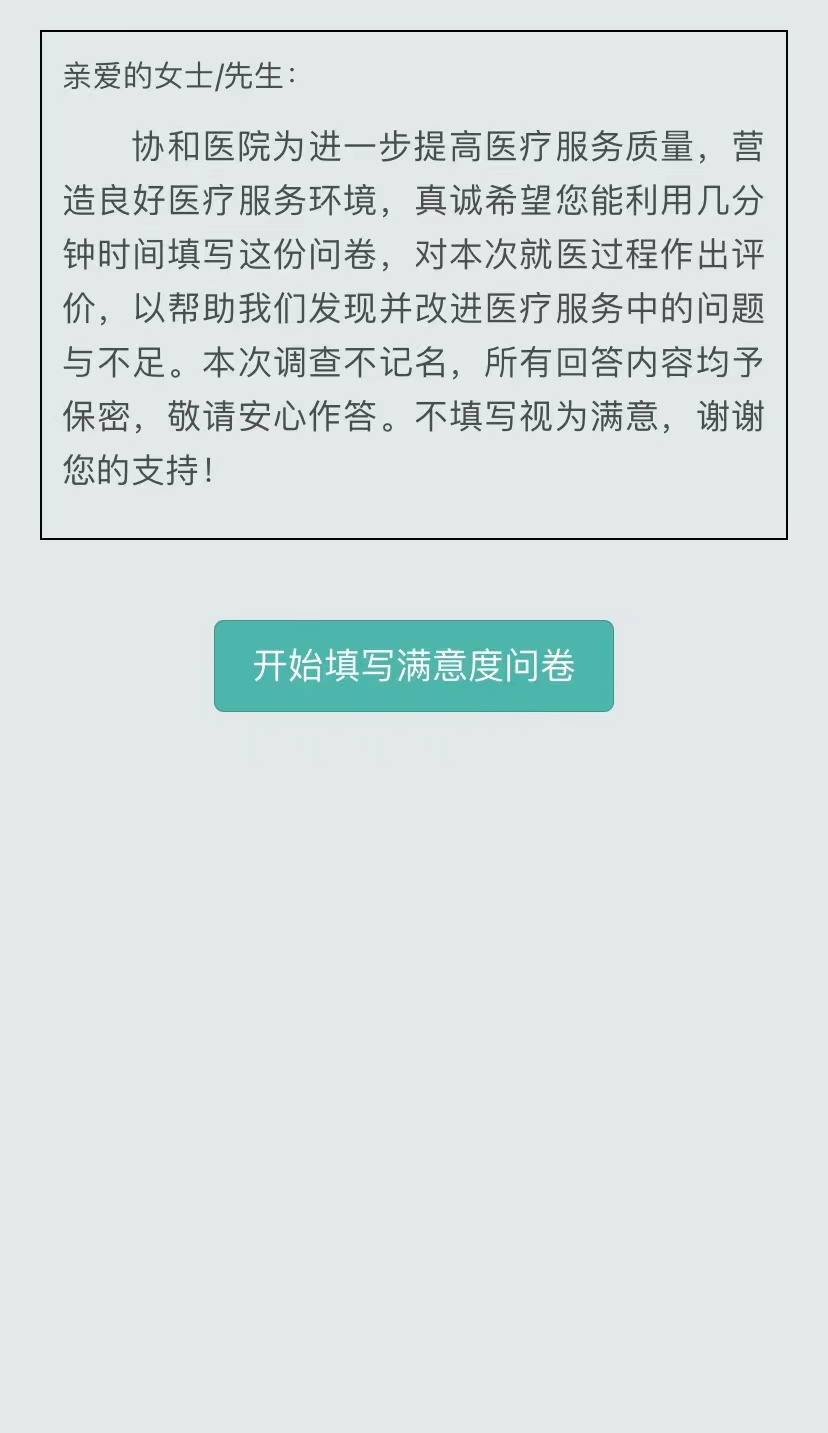 亲爱的女士/先生：
协和医院为进一步提高医疗服务质量，营
造良好医疗服务环境，真诚希望您能利用几分
钟时间填写这份问卷，对本次就医过程作出评
价，以帮助我们发现并改进医疗服务中的问题
与不足。本次调查不记名，所有回答内容均予
保密，敬请安心作答。不填写视为满意，谢谢
您的支持！
开始填写满意度问卷